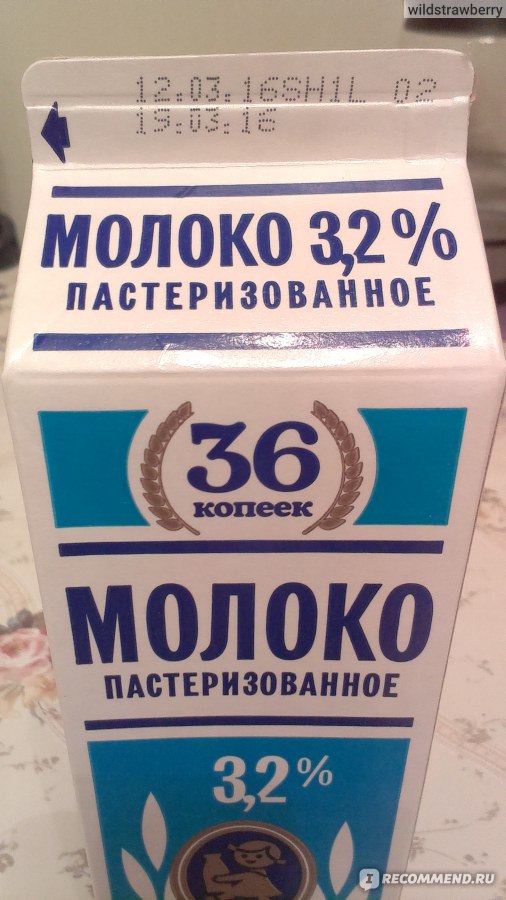 wildstrawberry
12:03.16SH1L 02
19:03:16
МОЛОКО 3,2%
ПАСТЕРИЗОВАННОЕ
36
копеек
МОЛОКО
ПАСТЕРИЗОВАННОЕ
3,2%
I RECOMMEND.RU